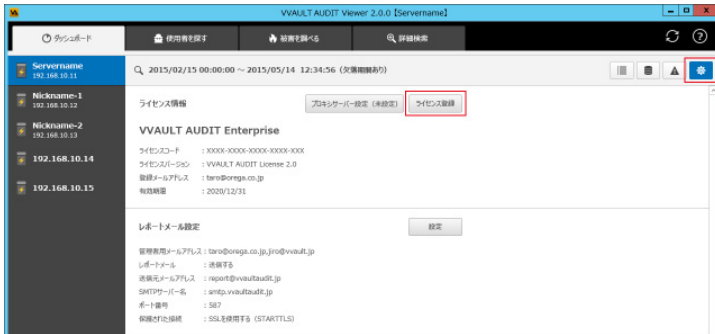 VVAULT AUDIT Viewer 2.0.0 [Servername]
ダッシュボード
使用者を探す
被害を調べる
詳細検索
Servername
192.168.10.11
Nickname-1
192.168.10.12
Nickname-2
192.168.10.13
192.168.10.14
192.168.10.15
2015/02/15 00:00:00 ~ 2015/05/14 12:34:56 (欠落期間あり)
ライセンス情報
プロキシサーバー設定 (未設定)
ライセンス登録
VVAULT AUDIT Enterprise
ライセンスコード : XXXX-XXXX-XXXX-XXXX-XXX
ライセンスバージョン : VVAULT AUDIT License 2.0
登録メールアドレス : taro@orega.co.jp
有効期限 : 2020/12/31
レポートメール設定
設定
管理者用メールアドレス : taro@orega.co.jp,jiro@vvault.jp
レポートメール : 送信する
送信元メールアドレス : report@vvaultaudit.jp
SMTPサーバー名 : smtp.vvaultaudit.jp
ポート番号 : 587
保護された接続 : SSLを使用する (STARTTLS)